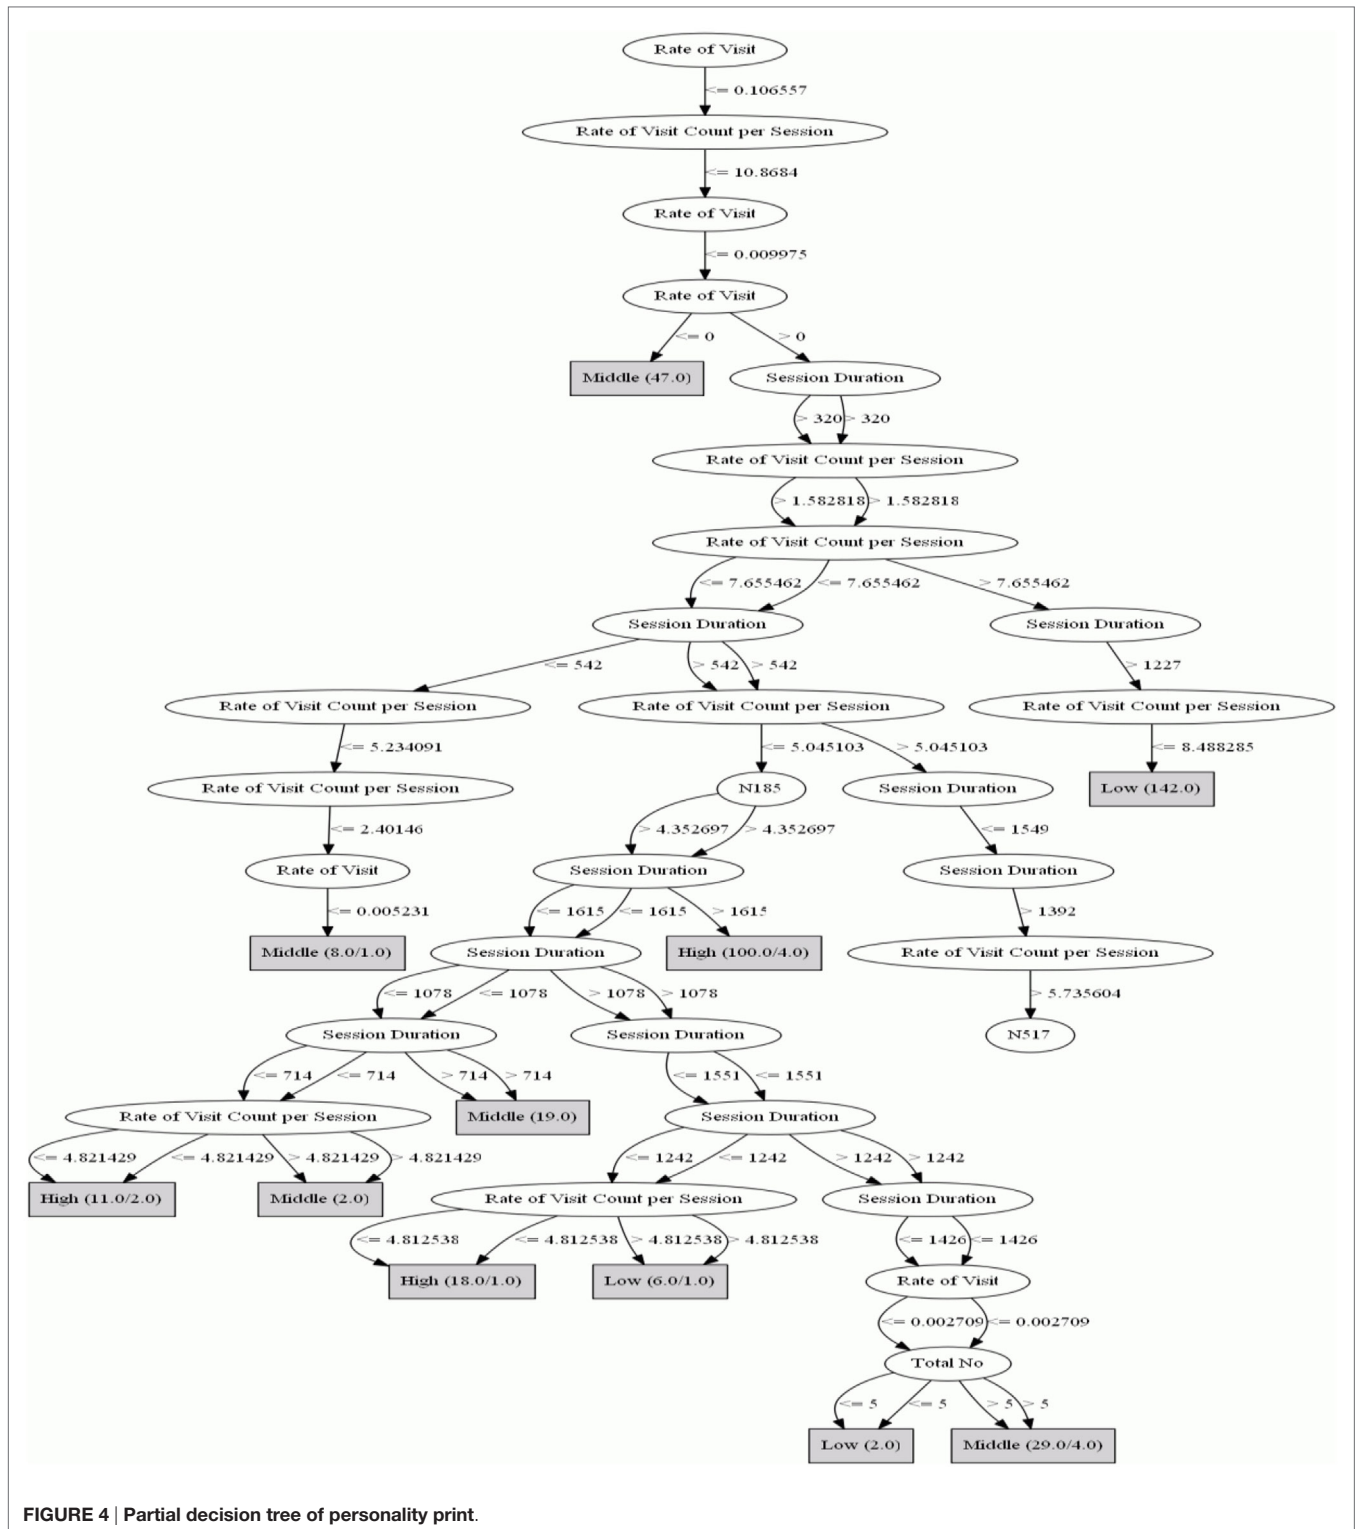 Rate of Visit
<= 0.106557
Rate of Visit Count per Session
<= 10.8684
Rate of Visit
<= 0.009975
Rate of Visit
<= 0 > 0
Middle (47.0) Session Duration
> 320 > 320
Rate of Visit Count per Session
> 1.582818 > 1.582818
Rate of Visit Count per Session
<= 7.655462 <= 7.655462 > 7.655462
Session Duration Session Duration
<= 542 > 542 > 542 > 1227
Rate of Visit Count per Session Rate of Visit Count per Session Rate of Visit Count per Session
<= 5.234091 <= 5.045103 > 5.045103 <= 8.488285
Rate of Visit Count per Session N185 Session Duration Low (142.0)
<= 2.40146 > 4.352697 > 4.352697 <= 1549
Rate of Visit Session Duration Session Duration
<= 0.005231 <= 1615 <= 1615 > 1615 > 1392
Middle (8.0/1.0) Session Duration High (100.0/4.0) Rate of Visit Count per Session
<= 1078 <= 1078 > 1078 > 1078 > 5.735604
Session Duration Session Duration N517
<= 714 <= 714 > 714 > 714 <= 1551 <= 1551
Rate of Visit Count per Session Middle (19.0) Session Duration
<= 4.821429 <= 4.821429 > 4.821429 > 4.821429 <= 1242 <= 1242 > 1242 > 1242
High (11.0/2.0) Middle (2.0) Rate of Visit Count per Session Session Duration
<= 4.812538 <= 4.812538 > 4.812538 > 4.812538 <= 1426 <= 1426
High (18.0/1.0) Low (6.0/1.0) Rate of Visit
<= 0.002709 <= 0.002709
Total No
<= 5 <= 5 > 5 > 5
Low (2.0) Middle (29.0/4.0)
FIGURE 4 | Partial decision tree of personality print.